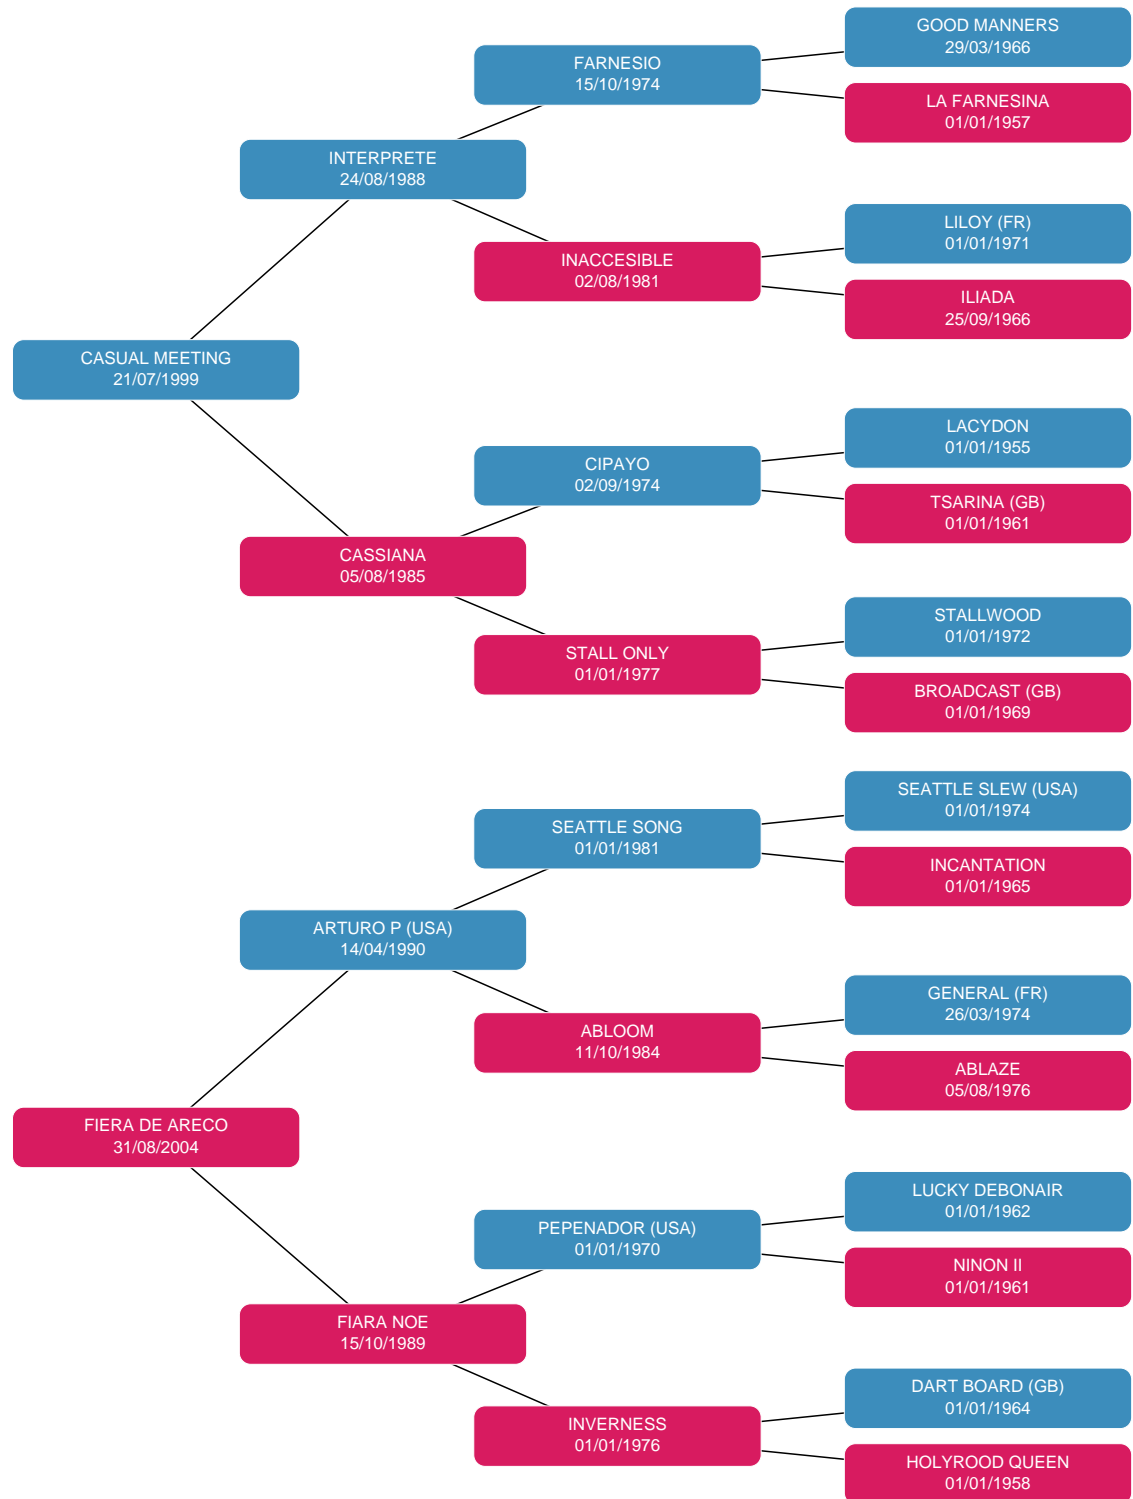 GOOD MANNERS
29/03/1966
FARNESIO
15/10/1974
LA FARNESINA
01/01/1957
INTERPRETE
24/08/1988
LILOY (FR)
01/01/1971
INACCESIBLE
02/08/1981
ILIADA
25/09/1966
CASUAL MEETING
21/07/1999
LACYDON
01/01/1955
CIPAYO
02/09/1974
TSARINA (GB)
01/01/1961
CASSIANA
05/08/1985
STALLWOOD
01/01/1972
STALL ONLY
01/01/1977
BROADCAST (GB)
01/01/1969
SEATTLE SLEW (USA)
01/01/1974
SEATTLE SONG
01/01/1981
INCANTATION
01/01/1965
ARTURO P (USA)
14/04/1990
GENERAL (FR)
26/03/1974
ABLOOM
11/10/1984
ABLAZE
05/08/1976
FIERA DE ARECO
31/08/2004
LUCKY DEBONAIR
01/01/1962
PEPENADOR (USA)
01/01/1970
NINON II
01/01/1961
FIARA NOE
15/10/1989
DART BOARD (GB)
01/01/1964
INVERNESS
01/01/1976
HOLYROOD QUEEN
01/01/1958